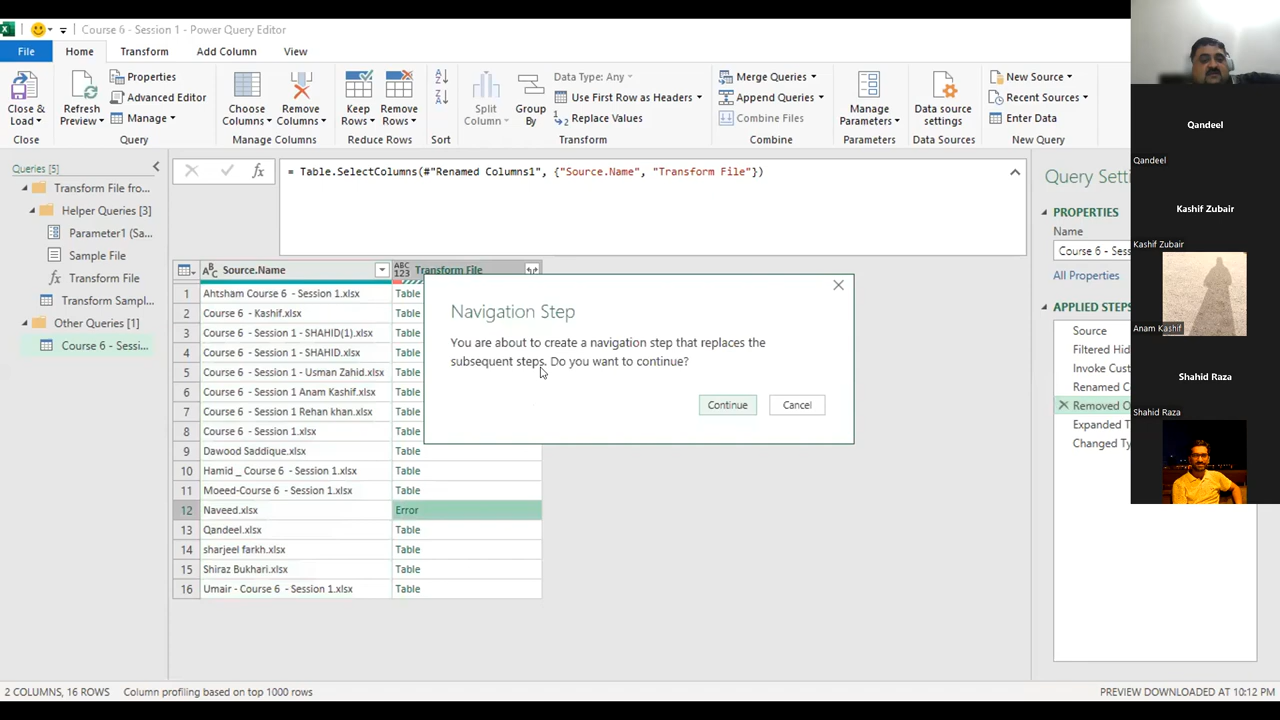 Course 6 - Session 1 - Power Query Editor
File
Home
Transform
Add Column
View
Close & Load
Refresh Preview
Properties
Advanced Editor
Manage
Choose Columns
Remove Columns
Keep Rows
Remove Rows
Split Column
Group By
Data Type: Any
Use First Row as Headers
Replace Values
Merge Queries
Append Queries
Combine Files
Manage Parameters
Data source settings
New Source
Recent Sources
Enter Data
Close
Query
Manage Columns
Reduce Rows
Sort
Transform
Combine
Parameters
Data Sources
New Query
Queries [5]
Transform File fro...
Helper Queries [3]
Parameter1 (Sa...
Sample File
fx Transform File
Transform Sampl...
Other Queries [1]
Course 6 - Sessi...
fx
= Table.SelectColumns(#"Renamed Columns1", {"Source.Name", "Transform File"})
ABC Source.Name
ABC 123 Transform File
1 Ahtsham Course 6 - Session 1.xlsx Table
2 Course 6 - Kashif.xlsx Table
3 Course 6 - Session 1 - SHAHID(1).xlsx Table
4 Course 6 - Session 1 - SHAHID.xlsx Table
5 Course 6 - Session 1 - Usman Zahid.xlsx Table
6 Course 6 - Session 1 Anam Kashif.xlsx Table
7 Course 6 - Session 1 Rehan khan.xlsx Table
8 Course 6 - Session 1.xlsx Table
9 Dawood Saddique.xlsx Table
10 Hamid _ Course 6 - Session 1.xlsx Table
11 Moeed-Course 6 - Session 1.xlsx Table
12 Naveed.xlsx Error
13 Qandeel.xlsx Table
14 sharjeel farkh.xlsx Table
15 Shiraz Bukhari.xlsx Table
16 Umair - Course 6 - Session 1.xlsx Table
Navigation Step
You are about to create a navigation step that replaces the
subsequent steps. Do you want to continue?
Continue
Cancel
Query Setti
PROPERTIES
Name
Course 6 - Sess
All Properties
APPLIED STEPS
Source
Filtered Hid
Invoke Cust
Renamed C
Removed O
Expanded T
Changed Ty
Qandeel
Qandeel
Kashif Zubair
Kashif Zubair
Anam Kashif
Shahid Raza
Shahid Raza
2 COLUMNS, 16 ROWS
Column profiling based on top 1000 rows
PREVIEW DOWNLOADED AT 10:12 PM